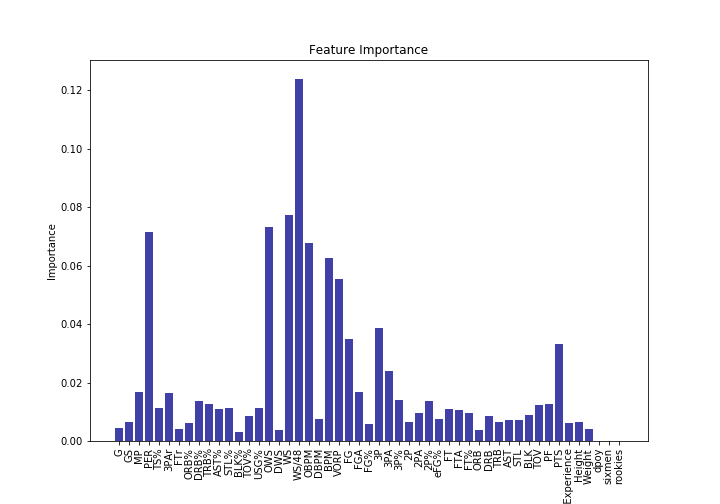 Feature Importance
0.12
0.10
0.08
0.06
0.04
0.02
0.00
Importance
G
GS
MP
PER
TS%
3PAr
FTr
ORB%
DRB%
TRB%
AST%
STL%
BLK%
TOV%
USG%
OWS
DWS
WS
WS/48
OBPM
DBPM
BPM
VORP
FG
FGA
FG%
3P
3PA
3P%
2P
2PA
2P%
eFG%
FT
FTA
FT%
ORB
DRB
TRB
AST
STL
BLK
TOV
PF
PTS
Experience
Height
Weight
dpoy
sixmen
rookies